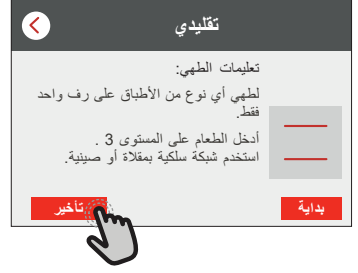 تقليدي
تعليمات الطهي:
لطهي أي نوع من الأطباق على رف واحد
فقط.
أدخل الطعام على المستوى 3 .
استخدم شبكة سلكية بمقلاة أو صينية.
بداية
تأخير